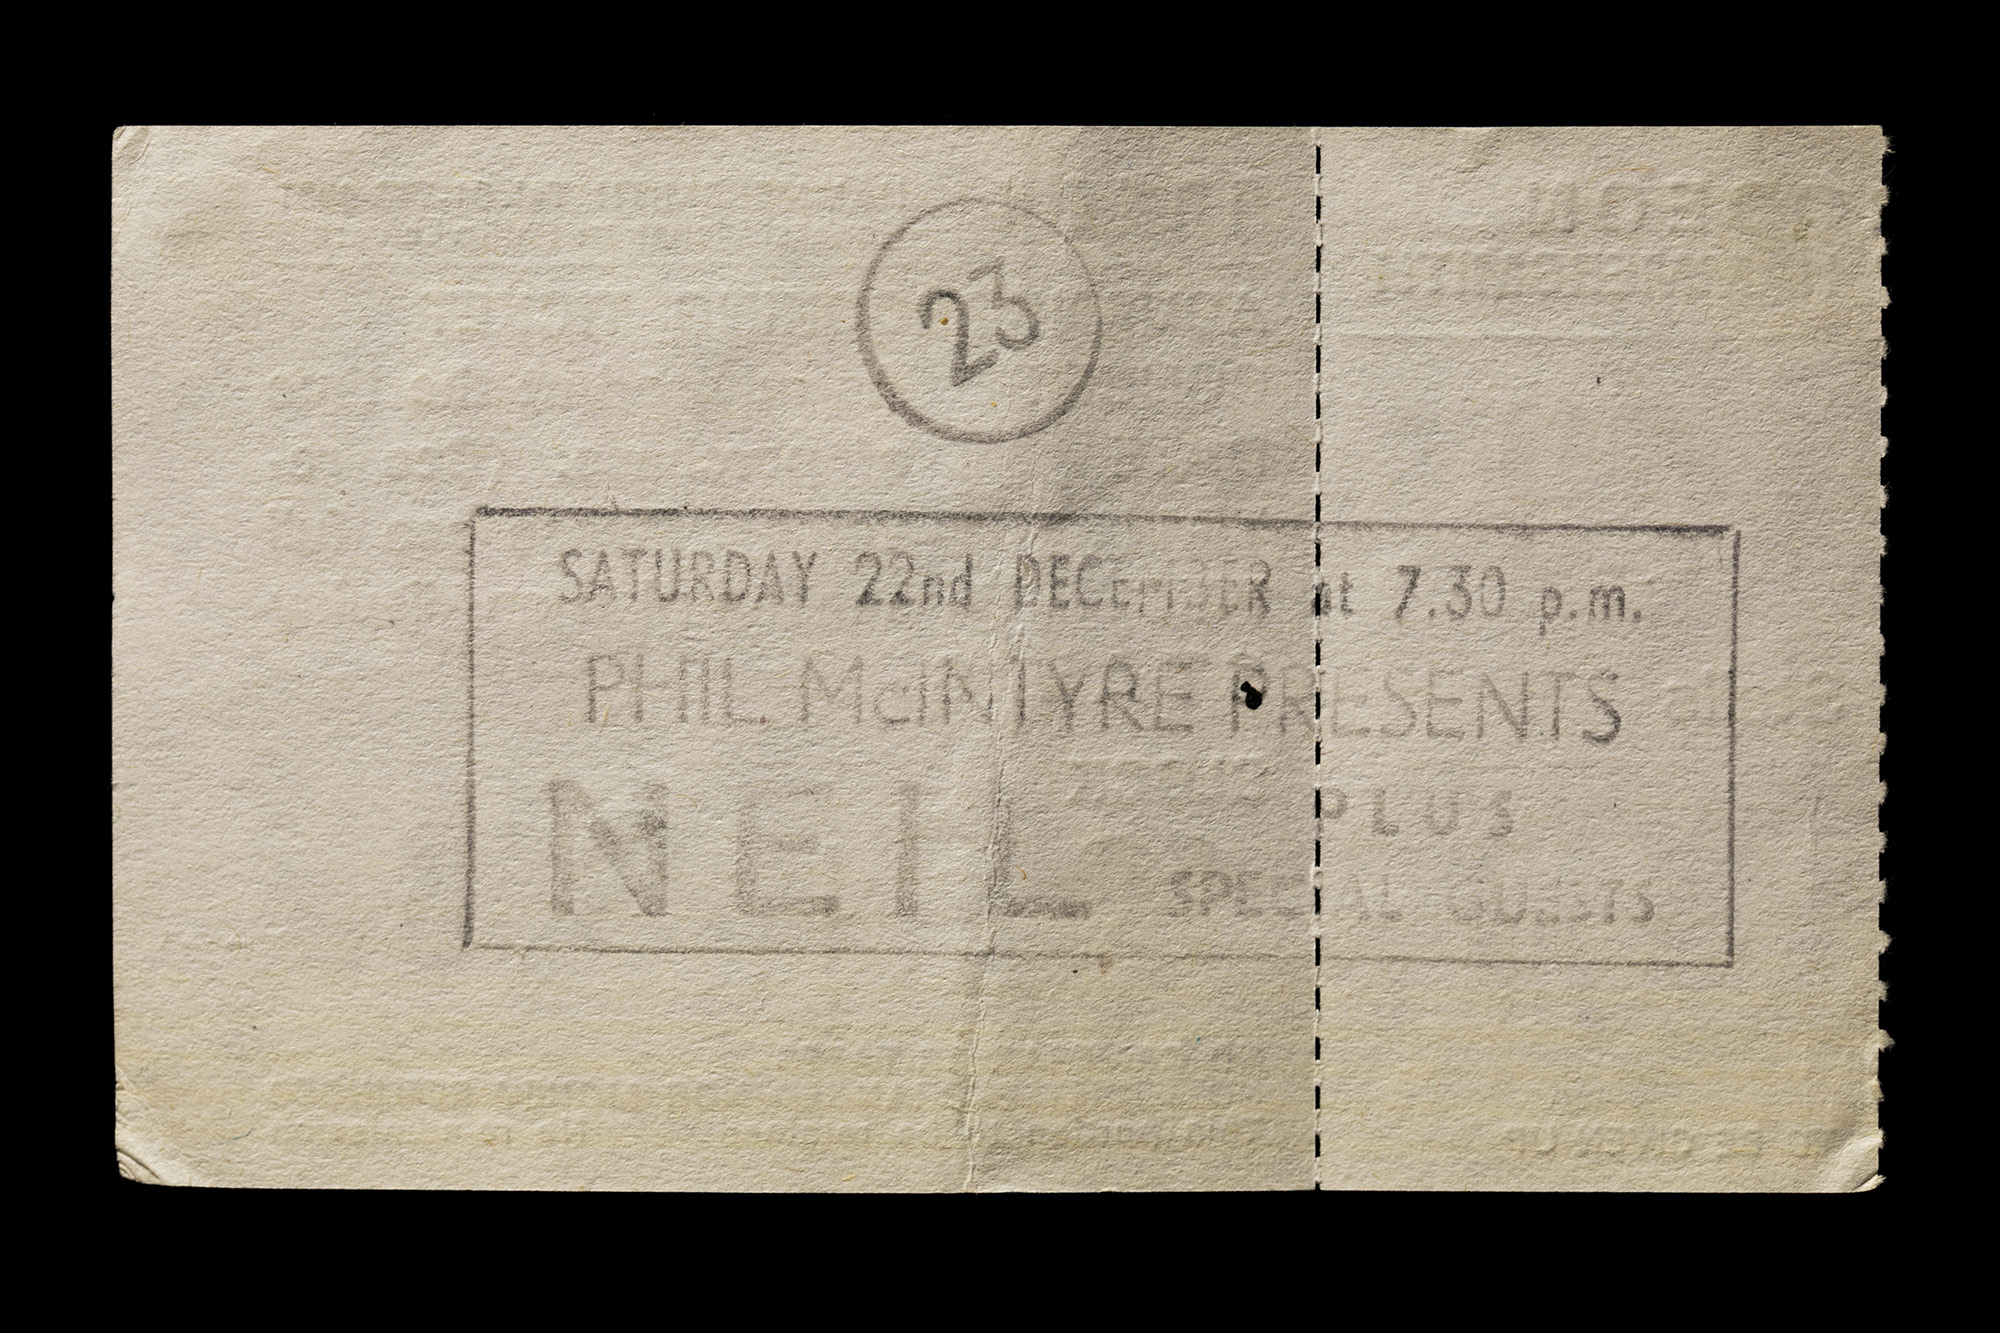 23
SATURDAY 22nd DECEMBER at 7.30 p.m.
PHIL McINTYRE PRESENTS
NEIL PLUS
SPECIAL GUESTS